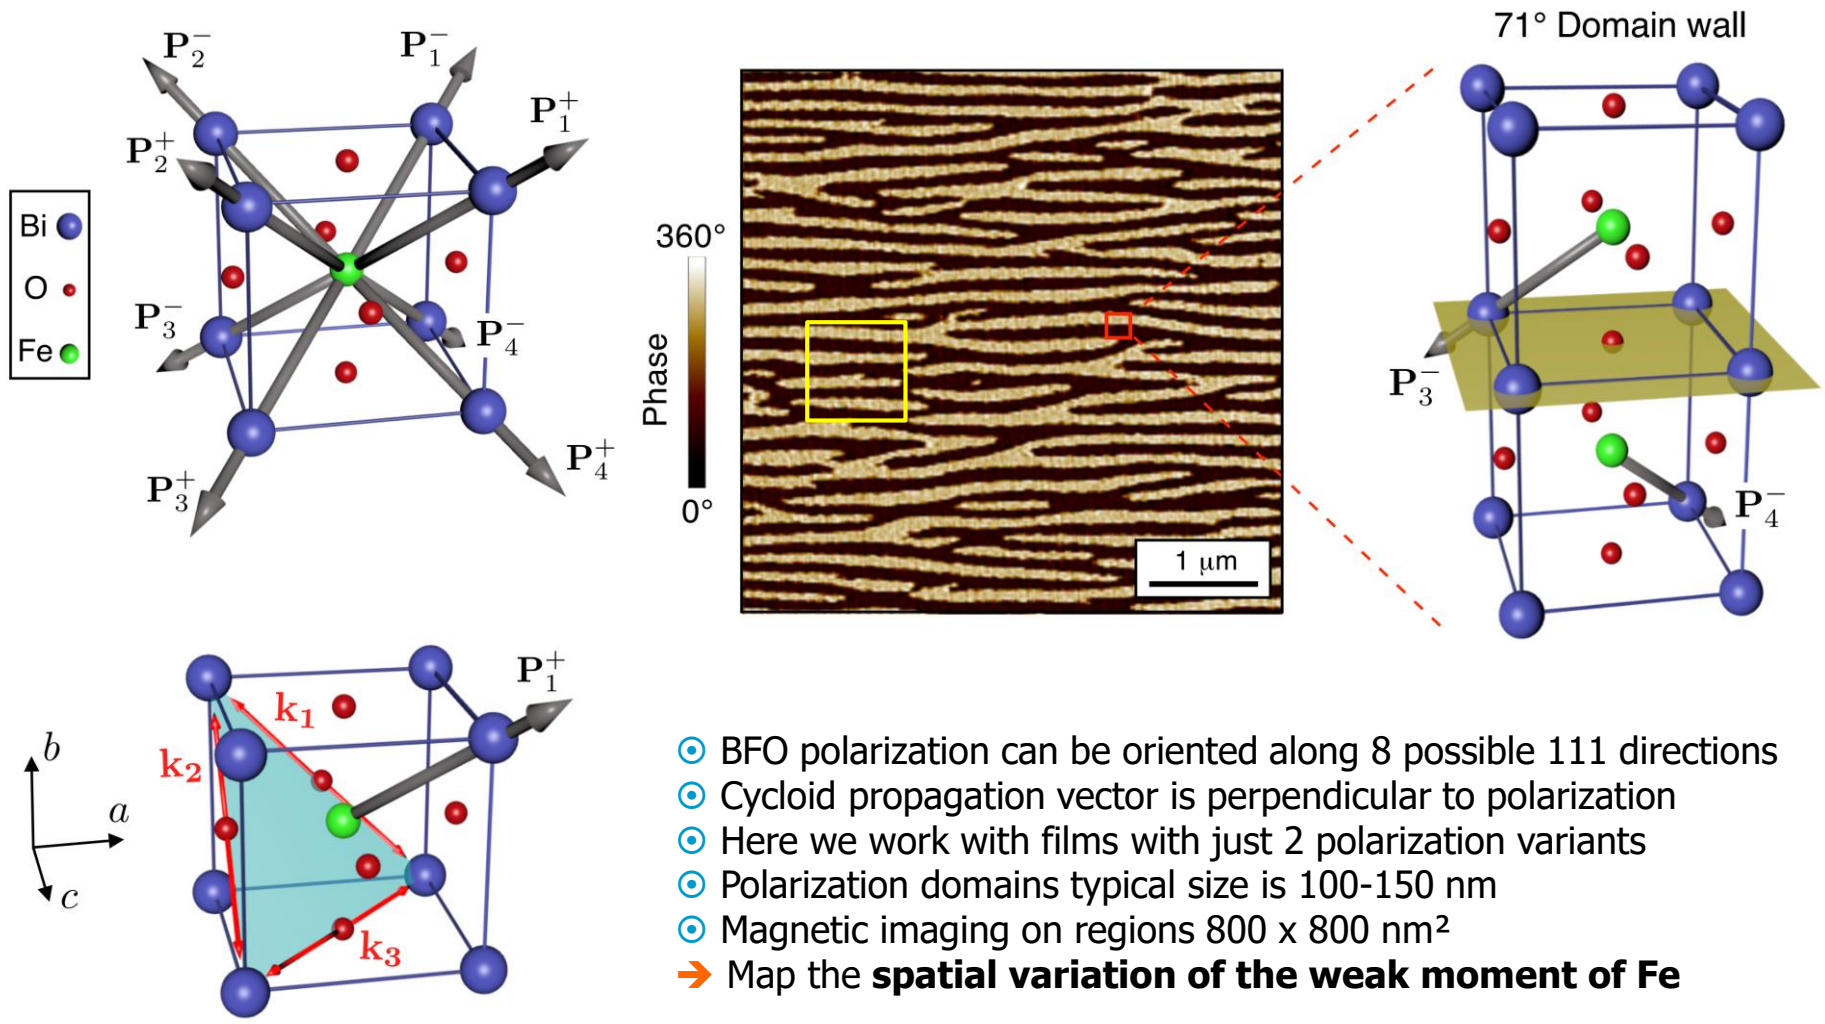 71° Domain wall
P₂⁻
P₁⁻
P₁⁺
P₂⁺
Bi
O
Fe
P₃⁻
P₄⁻
P₃⁺
P₄⁺
360°
Phase
0°
1 μm
P₃⁻
P₄⁻
P₁⁺
k₁
k₂
k₃
b
a
c
BFO polarization can be oriented along 8 possible 111 directions
Cycloid propagation vector is perpendicular to polarization
Here we work with films with just 2 polarization variants
Polarization domains typical size is 100-150 nm
Magnetic imaging on regions 800 x 800 nm²
➔ Map the spatial variation of the weak moment of Fe